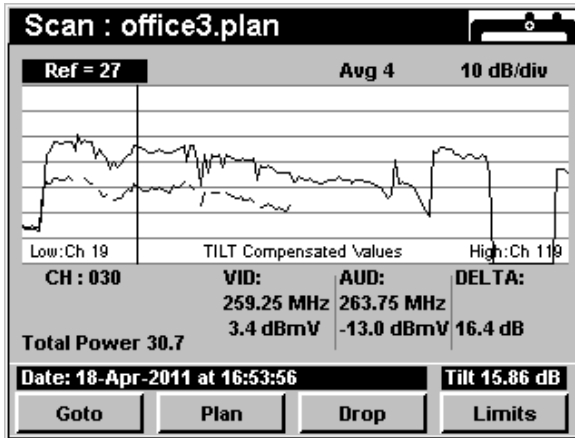 Scan : office3.plan
Ref = 27 Avg 4 10 dB/div
Low:Ch 19 TILT Compensated Values High:Ch 119
CH : 030 VID: AUD: DELTA:
259.25 MHz 263.75 MHz
3.4 dBmV -13.0 dBmV 16.4 dB
Total Power 30.7
Date: 18-Apr-2011 at 16:53:56 Tilt 15.86 dB
Goto Plan Drop Limits